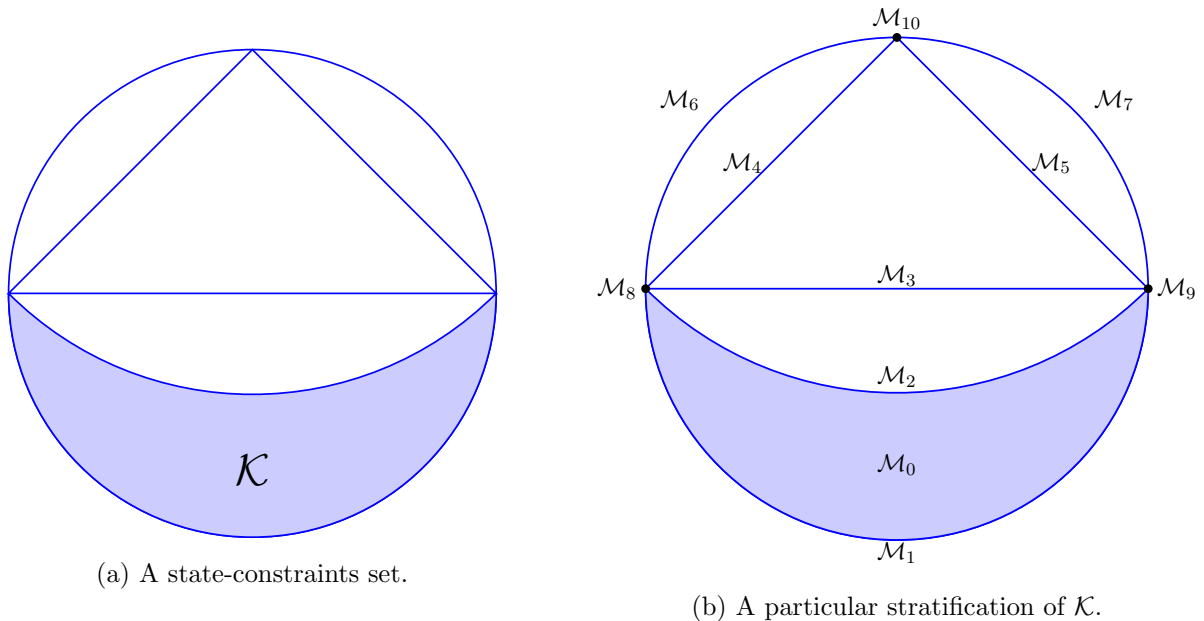 𝒦
(a) A state-constraints set.
ℳ₁₀
ℳ₆
ℳ₇
ℳ₄
ℳ₅
ℳ₈
ℳ₃
ℳ₉
ℳ₂
ℳ₀
ℳ₁
(b) A particular stratification of 𝒦.